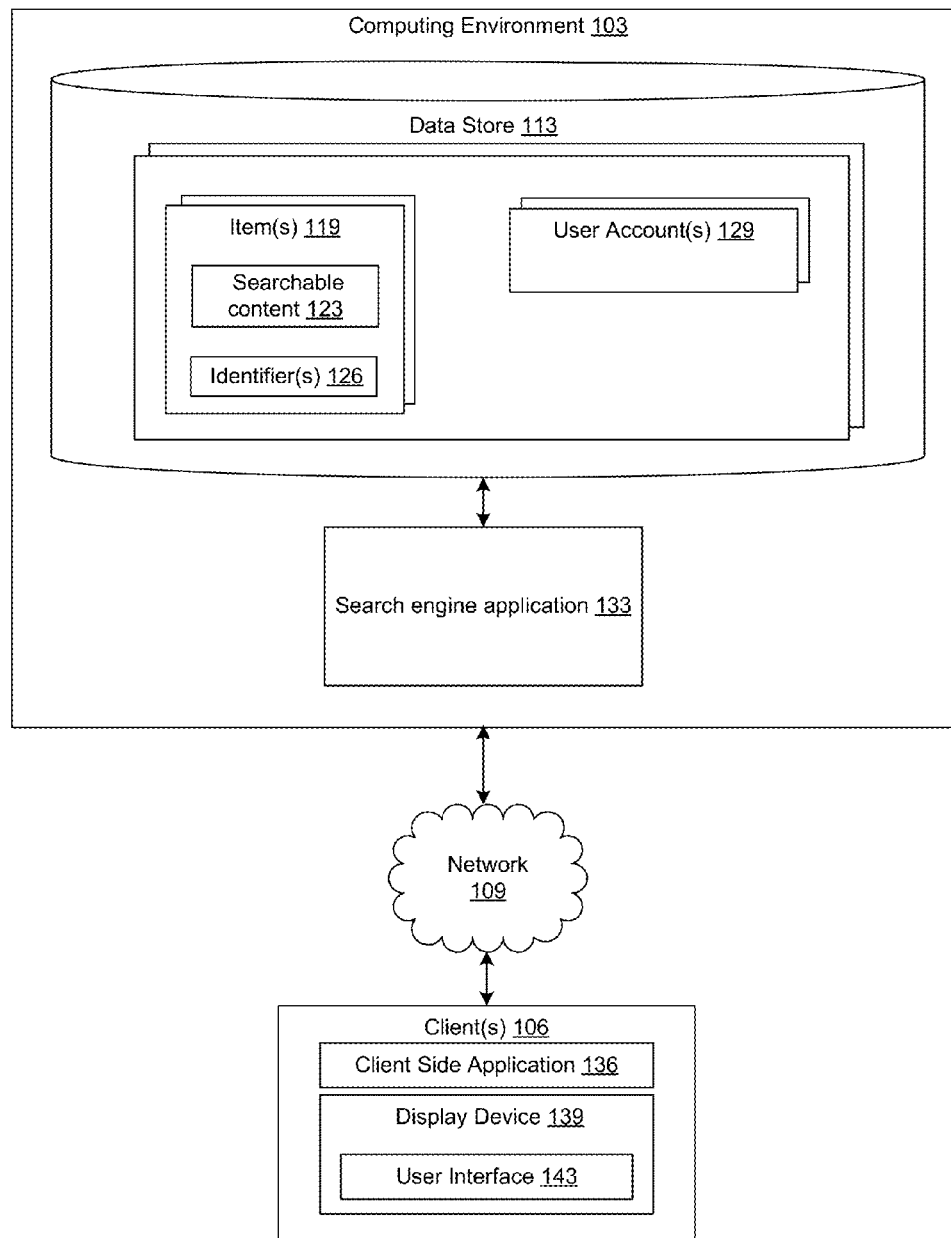 Computing Environment 103
Data Store 113
Item(s) 119
User Account(s) 129
Searchable
content 123
Identifier(s) 126
Search engine application 133
Network
109
Client(s) 106
Client Side Application 136
Display Device 139
User Interface 143